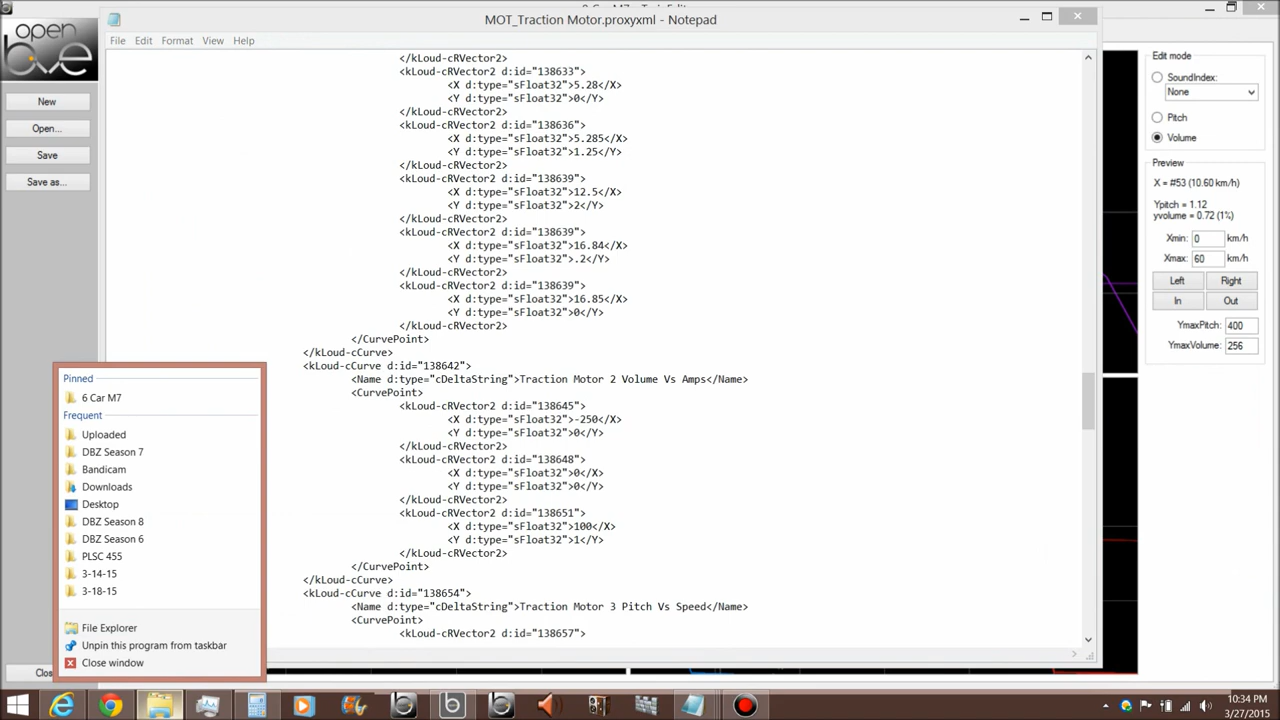 MOT_Traction Motor.proxyxml - Notepad
File Edit Format View Help
open
bve
New
Open...
Save
Save as...
</kLoud-cRVector2>
<kLoud-cRVector2 d:id="138633">
<X d:type="sFloat32">5.28</X>
<Y d:type="sFloat32">0</Y>
</kLoud-cRVector2>
<kLoud-cRVector2 d:id="138636">
<X d:type="sFloat32">5.285</X>
<Y d:type="sFloat32">1.25</Y>
</kLoud-cRVector2>
<kLoud-cRVector2 d:id="138639">
<X d:type="sFloat32">12.5</X>
<Y d:type="sFloat32">2</Y>
</kLoud-cRVector2>
<kLoud-cRVector2 d:id="138639">
<X d:type="sFloat32">16.84</X>
<Y d:type="sFloat32">.2</Y>
</kLoud-cRVector2>
<kLoud-cRVector2 d:id="138639">
<X d:type="sFloat32">16.85</X>
<Y d:type="sFloat32">0</Y>
</kLoud-cRVector2>
</CurvePoint>
</kLoud-cCurve>
<kLoud-cCurve d:id="138642">
<Name d:type="cDeltaString">Traction Motor 2 Volume Vs Amps</Name>
<CurvePoint>
<kLoud-cRVector2 d:id="138645">
<X d:type="sFloat32">-250</X>
<Y d:type="sFloat32">0</Y>
</kLoud-cRVector2>
<kLoud-cRVector2 d:id="138648">
<X d:type="sFloat32">0</X>
<Y d:type="sFloat32">0</Y>
</kLoud-cRVector2>
<kLoud-cRVector2 d:id="138651">
<X d:type="sFloat32">100</X>
<Y d:type="sFloat32">1</Y>
</kLoud-cRVector2>
</CurvePoint>
</kLoud-cCurve>
<kLoud-cCurve d:id="138654">
<Name d:type="cDeltaString">Traction Motor 3 Pitch Vs Speed</Name>
<CurvePoint>
<kLoud-cRVector2 d:id="138657">
Edit mode
SoundIndex:
None
Pitch
Volume
Preview
X = #53 (10.60 km/h)
Ypitch = 1.12
yvolume = 0.72 (1%)
Xmin: 0 km/h
Xmax: 60 km/h
Left Right
In Out
YmaxPitch: 400
YmaxVolume: 256
Pinned
6 Car M7
Frequent
Uploaded
DBZ Season 7
Bandicam
Downloads
Desktop
DBZ Season 8
DBZ Season 6
PLSC 455
3-14-15
3-18-15
File Explorer
Unpin this program from taskbar
Close window
Clos
10:34 PM
3/27/2015